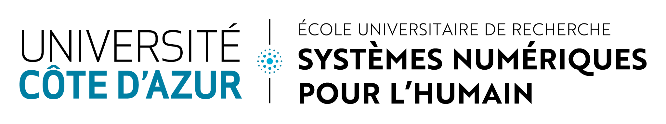 UNIVERSITÉ
CÔTE D'AZUR
ÉCOLE UNIVERSITAIRE DE RECHERCHE
SYSTÈMES NUMÉRIQUES
POUR L'HUMAIN